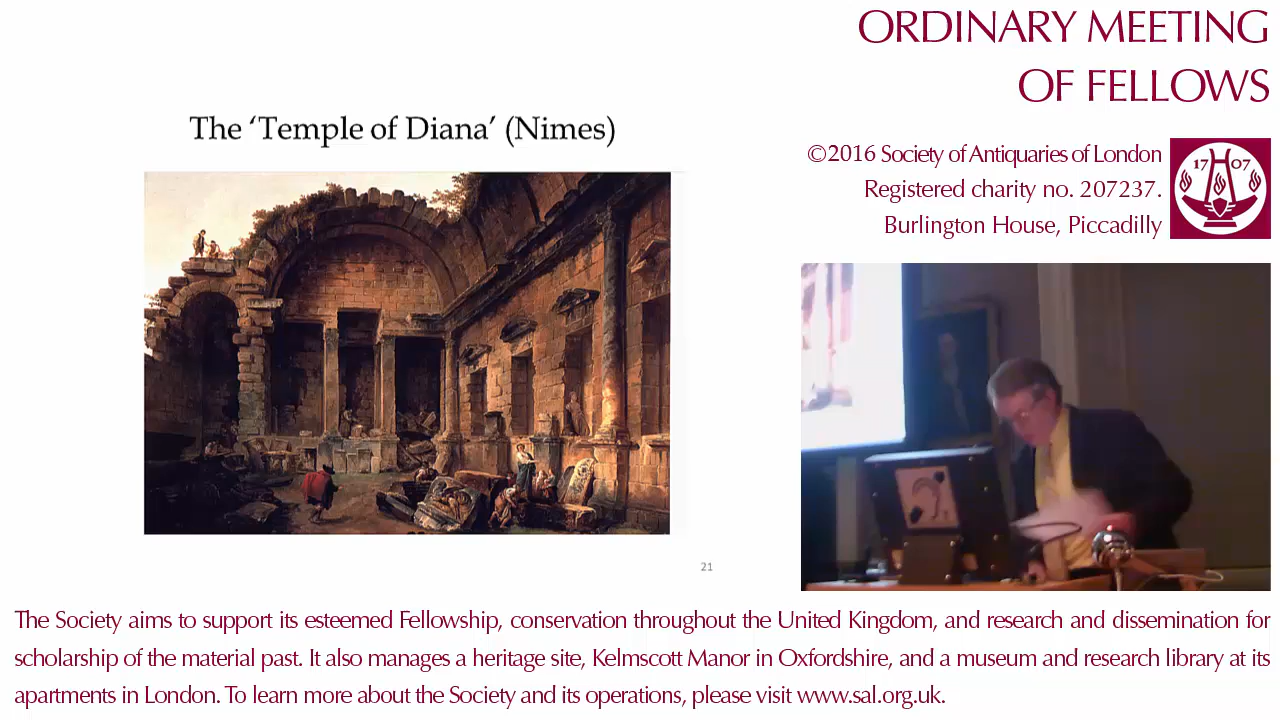 ORDINARY MEETING
OF FELLOWS
The ‘Temple of Diana’ (Nimes)
©2016 Society of Antiquaries of London
Registered charity no. 207237.
Burlington House, Piccadilly
17 07
21
The Society aims to support its esteemed Fellowship, conservation throughout the United Kingdom, and research and dissemination for
scholarship of the material past. It also manages a heritage site, Kelmscott Manor in Oxfordshire, and a museum and research library at its
apartments in London. To learn more about the Society and its operations, please visit www.sal.org.uk.